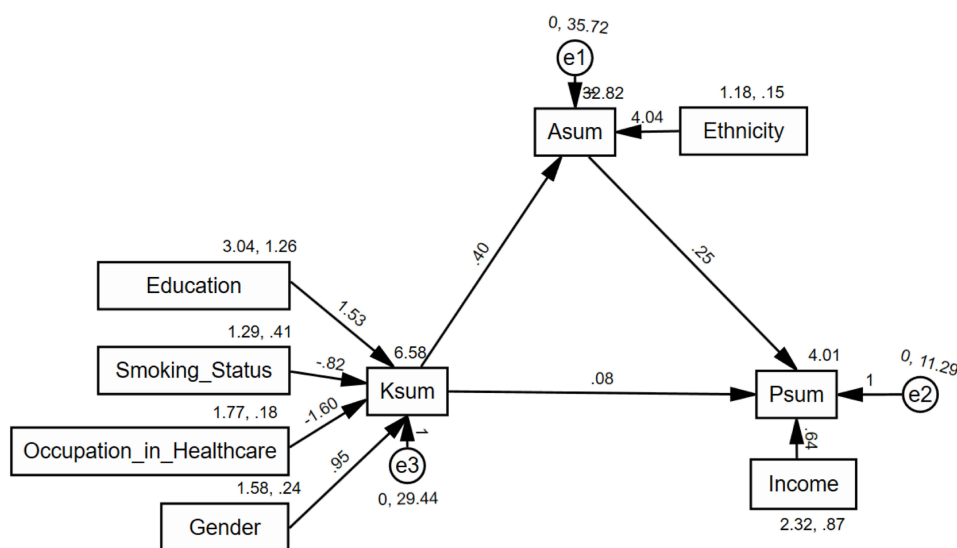 0, 35.72
e1
32.82
1
Asum
4.04
1.18, .15
Ethnicity
.40
.25
3.04, 1.26
Education
1.53
1.29, .41
Smoking_Status
-.82
6.58
Ksum
.08
4.01
Psum
1
0, 11.29
e2
1.77, .18
Occupation_in_Healthcare
-1.60
1
e3
0, 29.44
.64
Income
2.32, .87
1.58, .24
Gender
.95